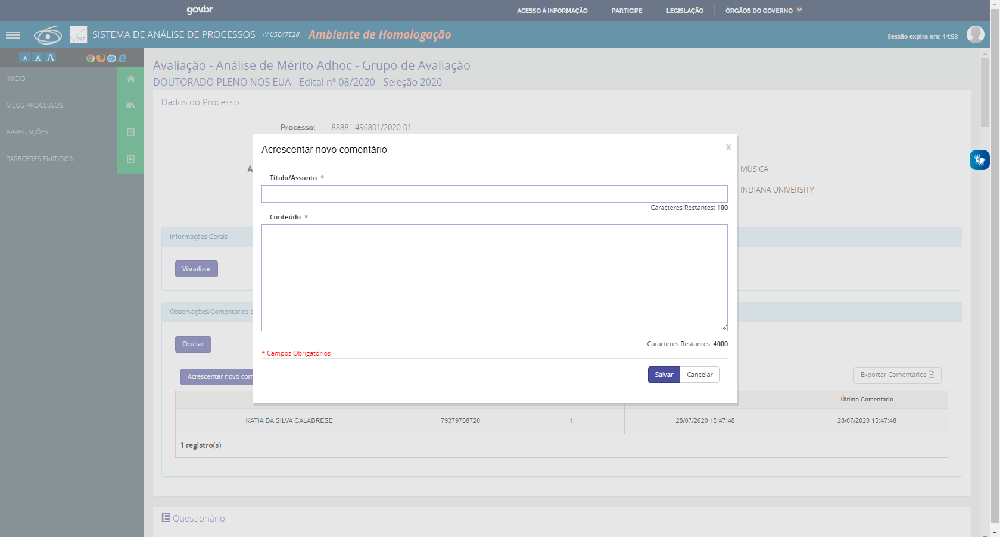 gov.br
ACESSO À INFORMAÇÃO
PARTICIPE
LEGISLAÇÃO
ÓRGÃOS DO GOVERNO
SAP
SISTEMA DE ANÁLISE DE PROCESSOS
(V 05E47E28)
Ambiente de Homologação
Sessão expira em: 44:53
A A A
INÍCIO
MEUS PROCESSOS
APRECIAÇÕES
PARECERES EMITIDOS
Avaliação - Análise de Mérito Adhoc - Grupo de Avaliação
DOUTORADO PLENO NOS EUA - Edital nº 08/2020 - Seleção 2020
Dados do Processo
Processo: 88881.496801/2020-01
Acrescentar novo comentário
X
Título/Assunto: *
Caracteres Restantes: 100
Conteúdo: *
Caracteres Restantes: 4000
* Campos Obrigatórios
Salvar
Cancelar
MÚSICA
INDIANA UNIVERSITY
Informações Gerais
Visualizar
Observações/Comentários
Ocultar
Acrescentar novo com
Exportar Comentários
Último Comentário
KATIA DA SILVA CALABRESE 79379788720 1 28/07/2020 15:47:48 28/07/2020 15:47:48
1 registro(s)
Questionário